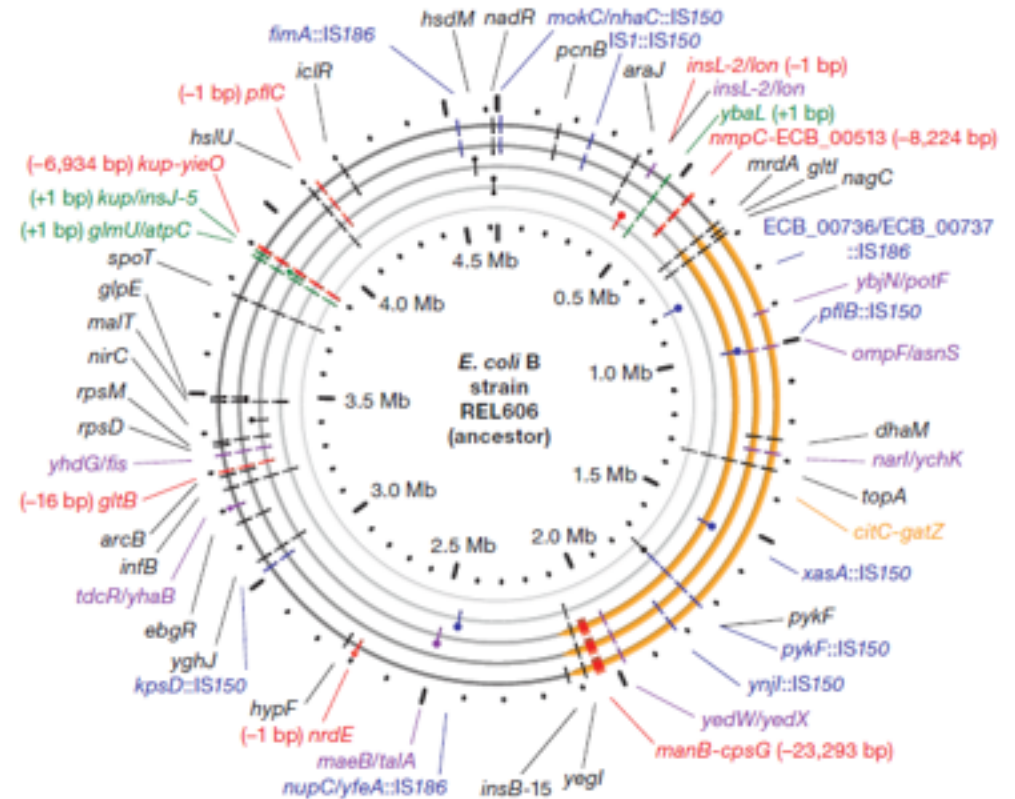 hsdM nadR mokC/nhaC::IS150
fimA::IS186
pcnB IS1::IS150
iclR
araJ
insL-2/lon (−1 bp)
insL-2/lon
(−1 bp) pflC
ybaL (+1 bp)
nmpC-ECB_00513 (−8,224 bp)
hslU
mrdA gltI
nagC
(−6,934 bp) kup-yieO
(+1 bp) kup/insJ-5
(+1 bp) glmU/atpC
ECB_00736/ECB_00737
::IS186
spoT
ybjN/potF
glpE
pflB::IS150
malT
ompF/asnS
nirC
rpsM
rpsD
dhaM
yhdG/fis
narI/ychK
(−16 bp) gltB
topA
arcB
citC-gatZ
infB
xasA::IS150
tdcR/yhaB
pykF
ebgR
pykF::IS150
yghJ
kpsD::IS150
ynjI::IS150
hypF
yedW/yedX
(−1 bp) nrdE
manB-cpsG (−23,293 bp)
maeB/talA
nupC/yfeA::IS186
insB-15 yegI
4.5 Mb
0.5 Mb
4.0 Mb
1.0 Mb
3.5 Mb
1.5 Mb
3.0 Mb
2.0 Mb
2.5 Mb
E. coli B
strain
REL606
(ancestor)